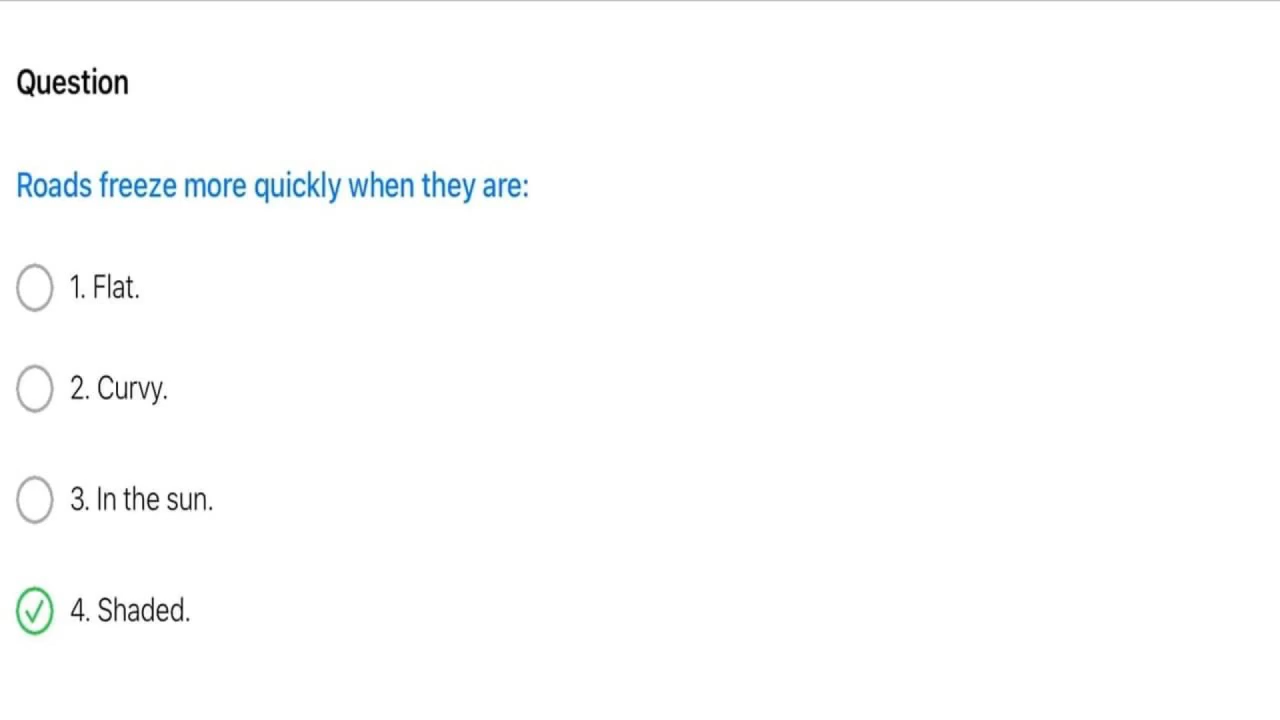 Question
Roads freeze more quickly when they are:
1. Flat.
2. Curvy.
3. In the sun.
4. Shaded.